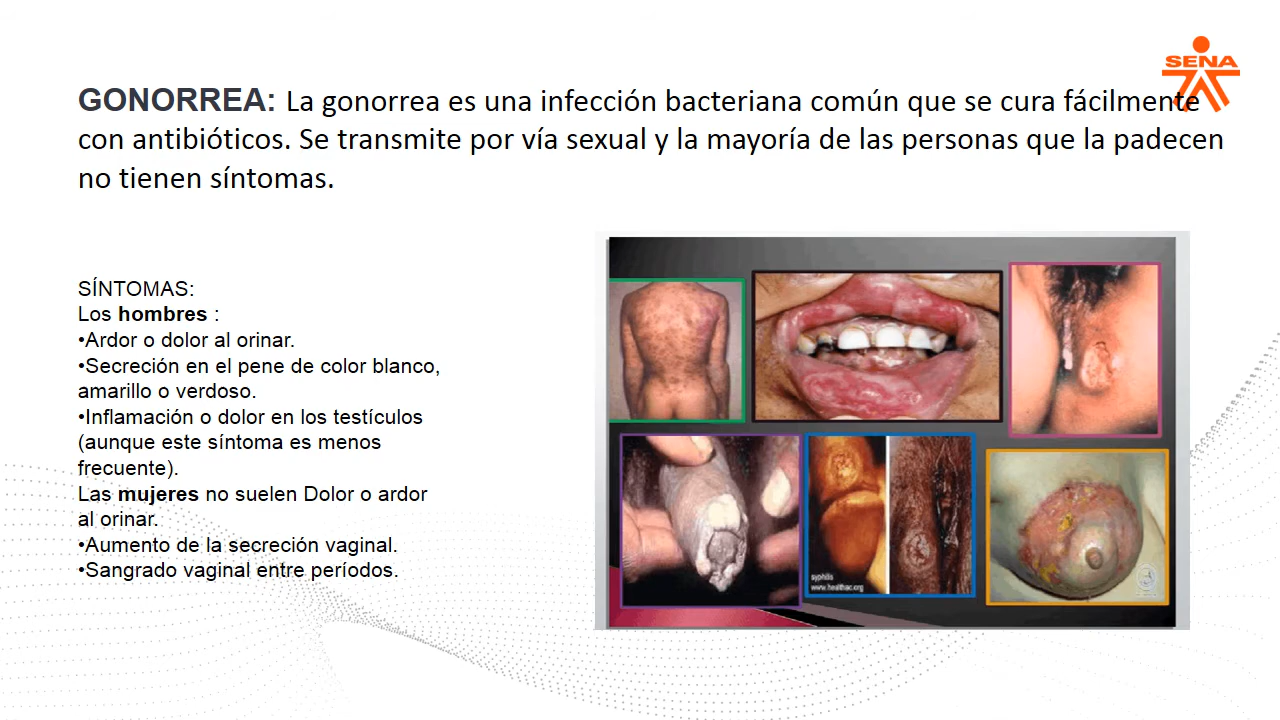 SENA
GONORREA: La gonorrea es una infección bacteriana común que se cura fácilmente
con antibióticos. Se transmite por vía sexual y la mayoría de las personas que la padecen
no tienen síntomas.
SÍNTOMAS:
Los hombres :
•Ardor o dolor al orinar.
•Secreción en el pene de color blanco,
amarillo o verdoso.
•Inflamación o dolor en los testículos
(aunque este síntoma es menos
frecuente).
Las mujeres no suelen Dolor o ardor
al orinar.
•Aumento de la secreción vaginal.
•Sangrado vaginal entre períodos.
syphilis
www.healthac.org